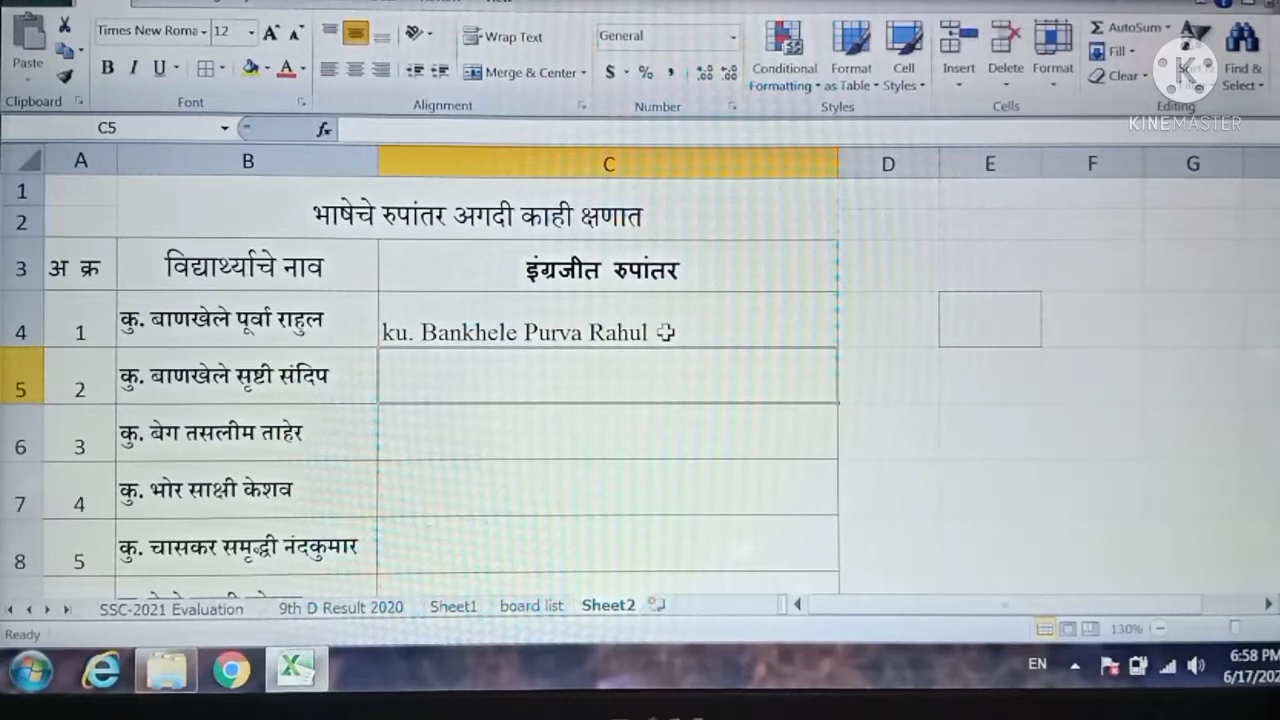 Times New Roma 12 A A Wrap Text General AutoSum
Paste B I U A Merge & Center $ % , Conditional Formatting Format as Table Cell Styles Insert Delete Format Fill Clear Find & Select
Clipboard Font Alignment Number Styles Cells Editing
KINEMASTER
C5 fx
A B C D E F G
1
2 भाषेचे रुपांतर अगदी काही क्षणात
3 अ क्र विद्यार्थ्याचे नाव इंग्रजीत रुपांतर
4 1 कु. बाणखेले पूर्वा राहुल ku. Bankhele Purva Rahul
5 2 कु. बाणखेले सृष्टी संदिप
6 3 कु. बेग तसलीम ताहेर
7 4 कु. भोर साक्षी केशव
8 5 कु. चासकर समृद्धी नंदकुमार
SSC-2021 Evaluation 9th D Result 2020 Sheet1 board list Sheet2
Ready 130%
EN 6:58 PM
6/17/202